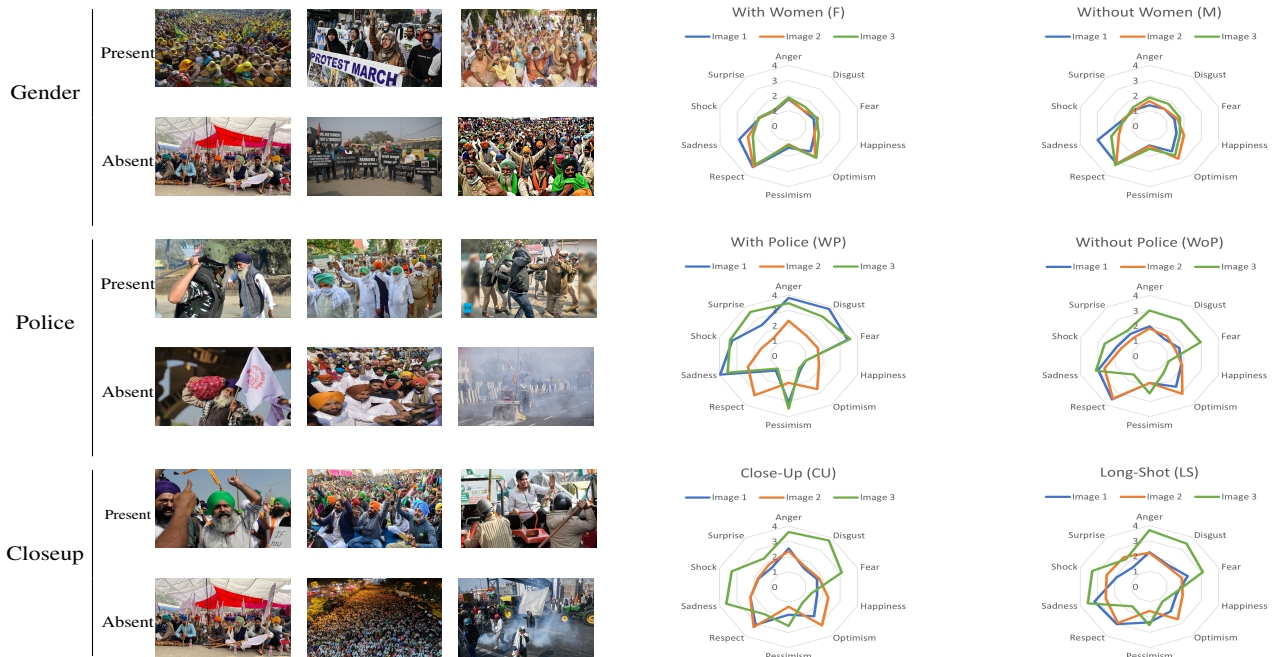 Gender
Present
PROTEST MARCH
Absent
Police
Present
Absent
Closeup
Present
IF
YOU
Absent
With Women (F)
Image 1 Image 2 Image 3
Anger
Disgust
Fear
Happiness
Optimism
Pessimism
Respect
Sadness
Shock
Surprise
4
3
2
1
0
Without Women (M)
Image 1 Image 2 Image 3
Anger
Disgust
Fear
Happiness
Optimism
Pessimism
Respect
Sadness
Shock
Surprise
4
3
2
1
0
With Police (WP)
Image 1 Image 2 Image 3
Anger
Disgust
Fear
Happiness
Optimism
Pessimism
Respect
Sadness
Shock
Surprise
4
3
2
1
0
Without Police (WoP)
Image 1 Image 2 Image 3
Anger
Disgust
Fear
Happiness
Optimism
Pessimism
Respect
Sadness
Shock
Surprise
4
3
2
1
0
Close-Up (CU)
Image 1 Image 2 Image 3
Anger
Disgust
Fear
Happiness
Optimism
Pessimism
Respect
Sadness
Shock
Surprise
4
3
2
1
0
Long-Shot (LS)
Image 1 Image 2 Image 3
Anger
Disgust
Fear
Happiness
Optimism
Pessimism
Respect
Sadness
Shock
Surprise
4
3
2
1
0